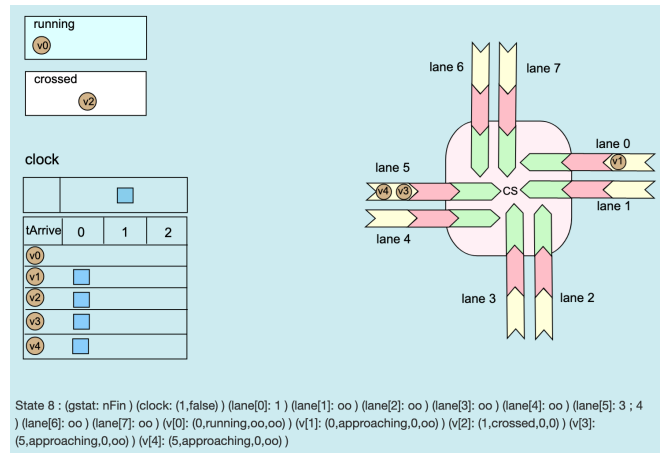 running
v0
crossed
v2
clock
tArrive 0 1 2
v0
v1
v2
v3
v4
lane 6
lane 7
lane 0
v1
lane 5
v4 v3
CS
lane 1
lane 4
lane 3
lane 2
State 8 : (gstat: nFin ) (clock: (1,false) ) (lane[0]: 1 ) (lane[1]: oo ) (lane[2]: oo ) (lane[3]: oo ) (lane[4]: oo ) (lane[5]: 3 ; 4
) (lane[6]: oo ) (lane[7]: oo ) (v[0]: (0,running,oo,oo) ) (v[1]: (0,approaching,0,oo) ) (v[2]: (1,crossed,0,0) ) (v[3]:
(5,approaching,0,oo) ) (v[4]: (5,approaching,0,oo) )